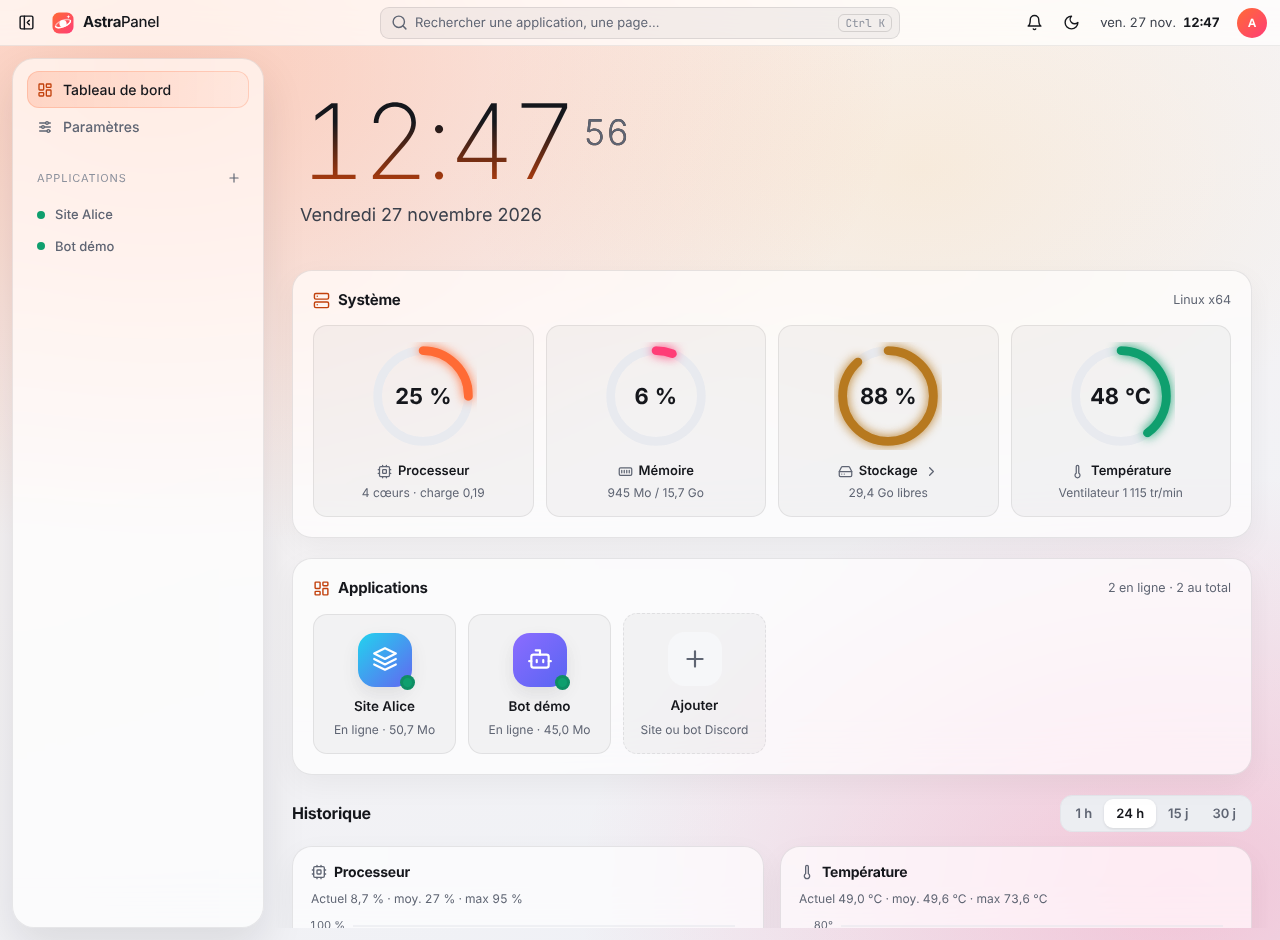 AstraPanel
Rechercher une application, une page...
Ctrl K
ven. 27 nov. 12:47
A
Tableau de bord
Paramètres
APPLICATIONS
Site Alice
Bot démo
12:47 56
Vendredi 27 novembre 2026
Système
Linux x64
25 %
Processeur
4 cœurs · charge 0,19
6 %
Mémoire
945 Mo / 15,7 Go
88 %
Stockage
29,4 Go libres
48 °C
Température
Ventilateur 1 115 tr/min
Applications
2 en ligne · 2 au total
Site Alice
En ligne · 50,7 Mo
Bot démo
En ligne · 45,0 Mo
Ajouter
Site ou bot Discord
Historique
1 h 24 h 15 j 30 j
Processeur
Actuel 8,7 % · moy. 27 % · max 95 %
100 %
Température
Actuel 49,0 °C · moy. 49,6 °C · max 73,6 °C
80°